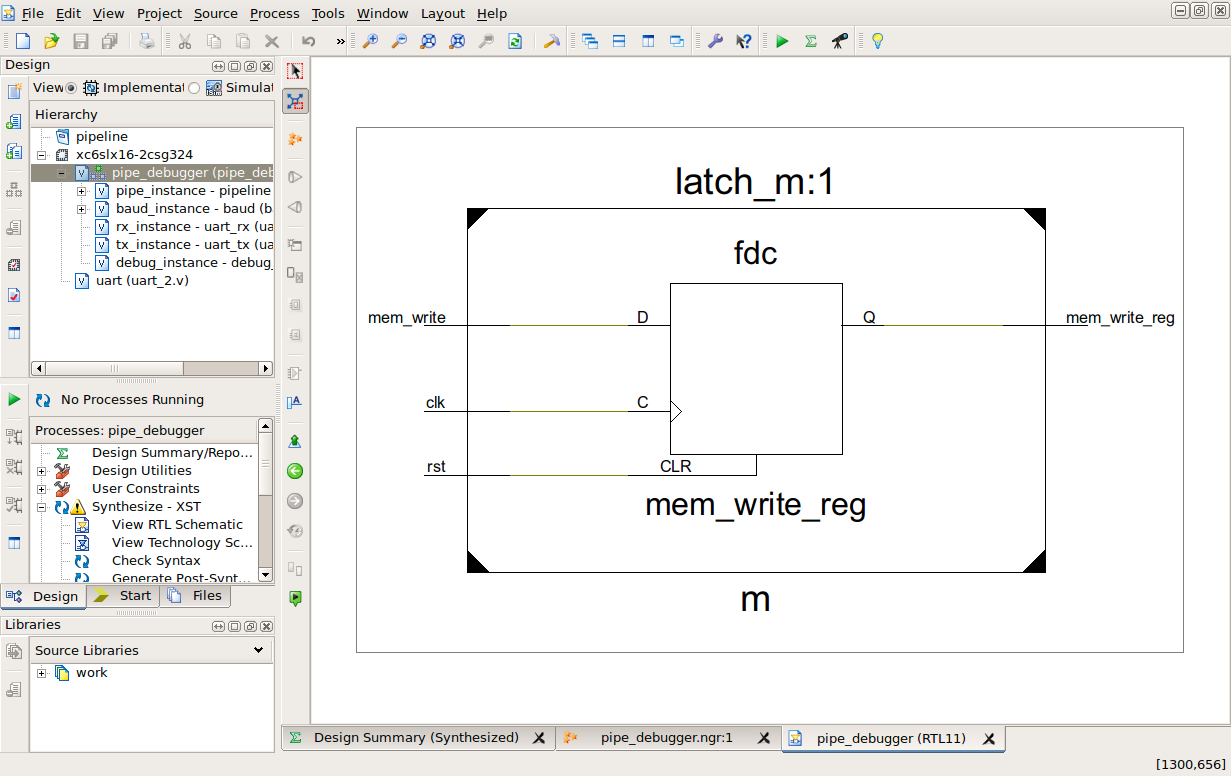 File Edit View Project Source Process Tools Window Layout Help
»
Design
View Implementat Simulat
Hierarchy
pipeline
xc6slx16-2csg324
pipe_debugger (pipe_deb
pipe_instance - pipeline
baud_instance - baud (b
rx_instance - uart_rx (ua
tx_instance - uart_tx (ua
debug_instance - debug_
uart (uart_2.v)
No Processes Running
Processes: pipe_debugger
Design Summary/Repo...
Design Utilities
User Constraints
Synthesize - XST
View RTL Schematic
View Technology Sc...
Check Syntax
Generate Post-Synt...
Design Start Files
Libraries
Source Libraries
work
latch_m:1
fdc
mem_write D Q mem_write_reg
clk C
rst CLR
mem_write_reg
m
Design Summary (Synthesized) pipe_debugger.ngr:1 pipe_debugger (RTL11)
[1300,656]